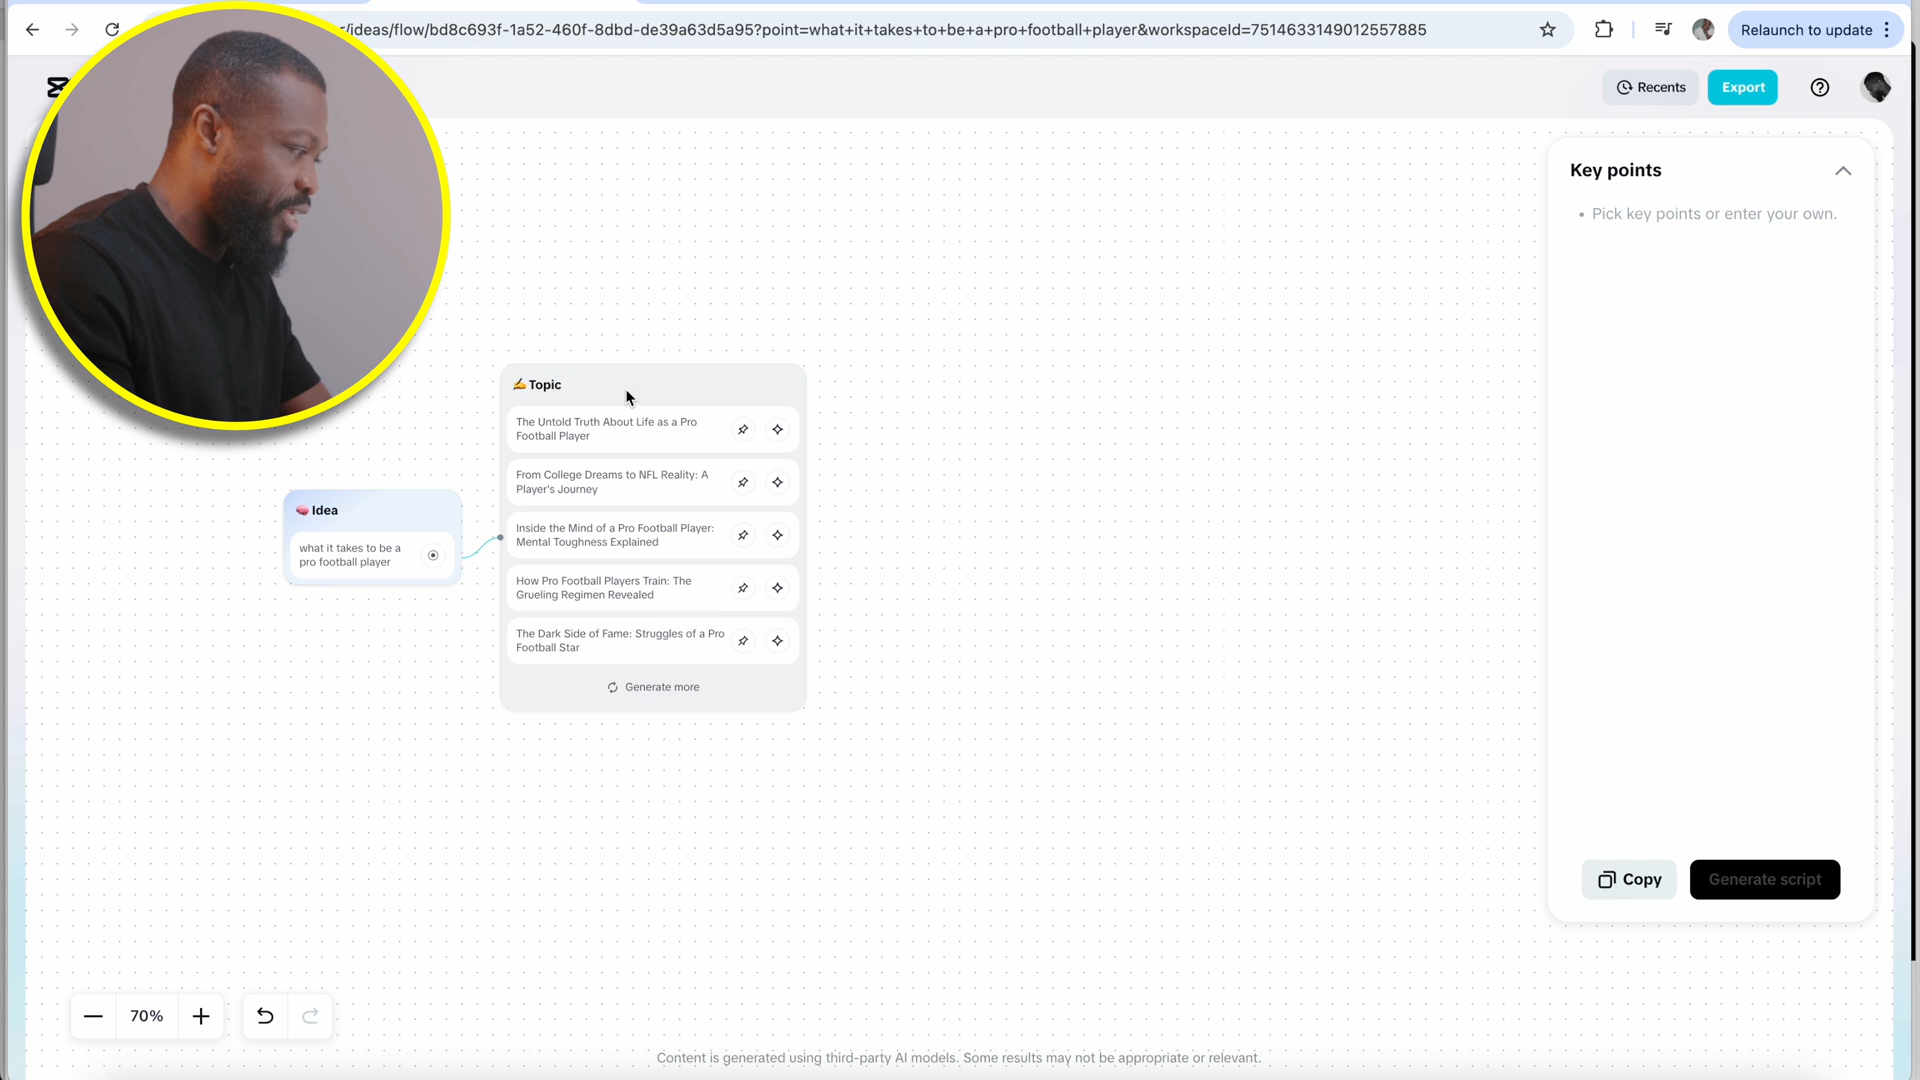 r/ideas/flow/bd8c693f-1a52-460f-8dbd-de39a63d5a95?point=what+it+takes+to+be+a+pro+football+player&workspaceId=7514633149012557885
Relaunch to update
Recents
Export
Key points
• Pick key points or enter your own.
Topic
The Untold Truth About Life as a Pro
Football Player
From College Dreams to NFL Reality: A
Player's Journey
Idea
what it takes to be a
pro football player
Inside the Mind of a Pro Football Player:
Mental Toughness Explained
How Pro Football Players Train: The
Grueling Regimen Revealed
The Dark Side of Fame: Struggles of a Pro
Football Star
Generate more
Copy
Generate script
70%
Content is generated using third-party AI models. Some results may not be appropriate or relevant.